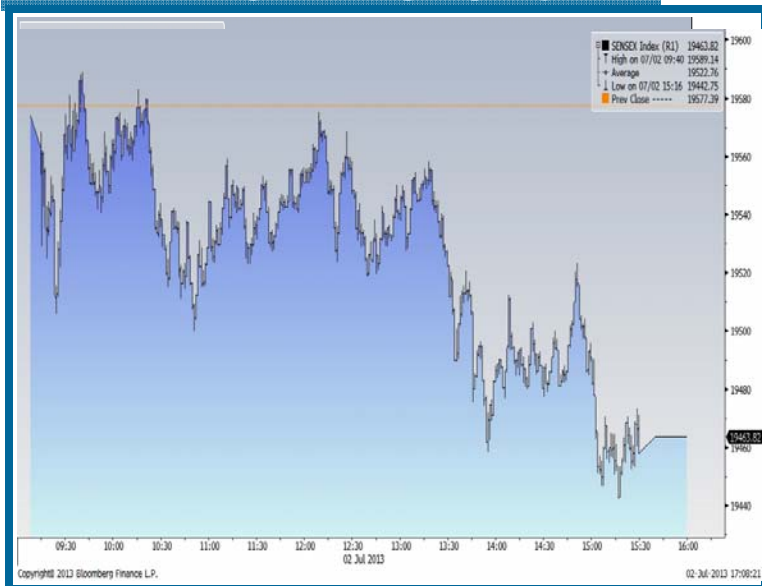 SENSEX Index (R1) 19463.82
High on 07/02 09:40 19589.14
Average 19522.76
Low on 07/02 15:16 19442.75
Prev Close ----- 19577.39
19600
19580
19560
19540
19520
19500
19480
19463.82
19460
19440
09:30 10:00 10:30 11:00 11:30 12:00 12:30 13:00 13:30 14:00 14:30 15:00 15:30 16:00
02 Jul 2013
Copyright© 2013 Bloomberg Finance L.P. 02-Jul-2013 17:08:21